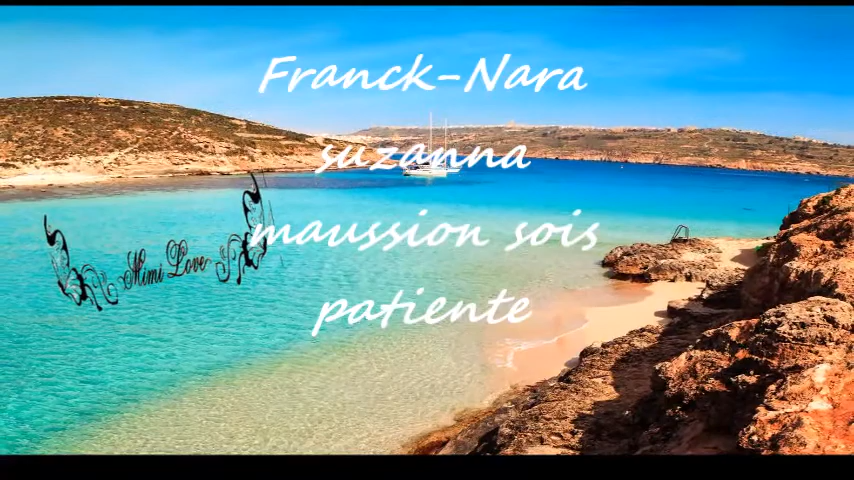 Franck-Nara
suzanna
maussion sois
patiente
Mimi Love